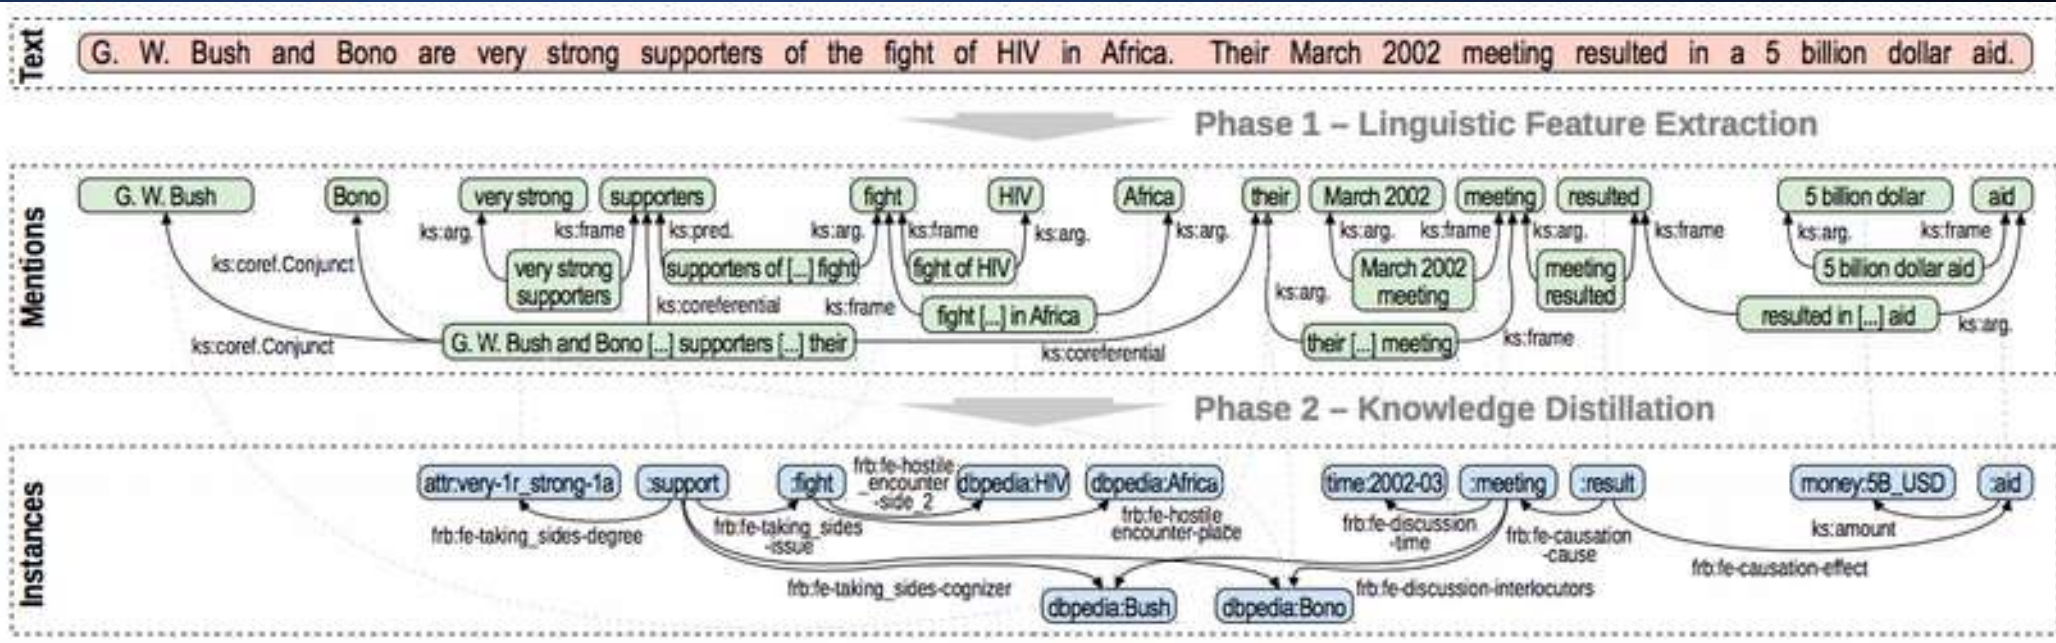 Text
G. W. Bush and Bono are very strong supporters of the fight of HIV in Africa. Their March 2002 meeting resulted in a 5 billion dollar aid.
Phase 1 – Linguistic Feature Extraction
Mentions
G. W. Bush
Bono
very strong
supporters
fight
HIV
Africa
their
March 2002
meeting
resulted
5 billion dollar
aid
ks:arg.
ks:frame
ks:pred.
ks:arg.
ks:frame
ks:arg.
ks:arg.
ks:arg.
ks:frame
ks:arg.
ks:frame
ks:arg.
ks:frame
ks:coref.Conjunct
very strong
supporters
supporters of [...] fight
fight of HIV
March 2002
meeting
meeting
resulted
5 billion dollar aid
ks:coreferential
ks:frame
fight [...] in Africa
ks:arg.
resulted in [...] aid
ks:arg.
ks:coref.Conjunct
G. W. Bush and Bono [...] supporters [...] their
ks:coreferential
their [...] meeting
ks:frame
Phase 2 – Knowledge Distillation
Instances
attr:very-1r_strong-1a
:support
:fight
frb:fe-hostile
_encounter
-side_2
dbpedia:HIV
dbpedia:Africa
time:2002-03
:meeting
:result
money:5B_USD
:aid
frb:fe-taking_sides-degree
frb:fe-taking_sides
-issue
frb:fe-hostile
encounter-place
frb:fe-discussion
-time
frb:fe-causation
-cause
ks:amount
frb:fe-causation-effect
frb:fe-taking_sides-cognizer
dbpedia:Bush
dbpedia:Bono
frb:fe-discussion-interlocutors